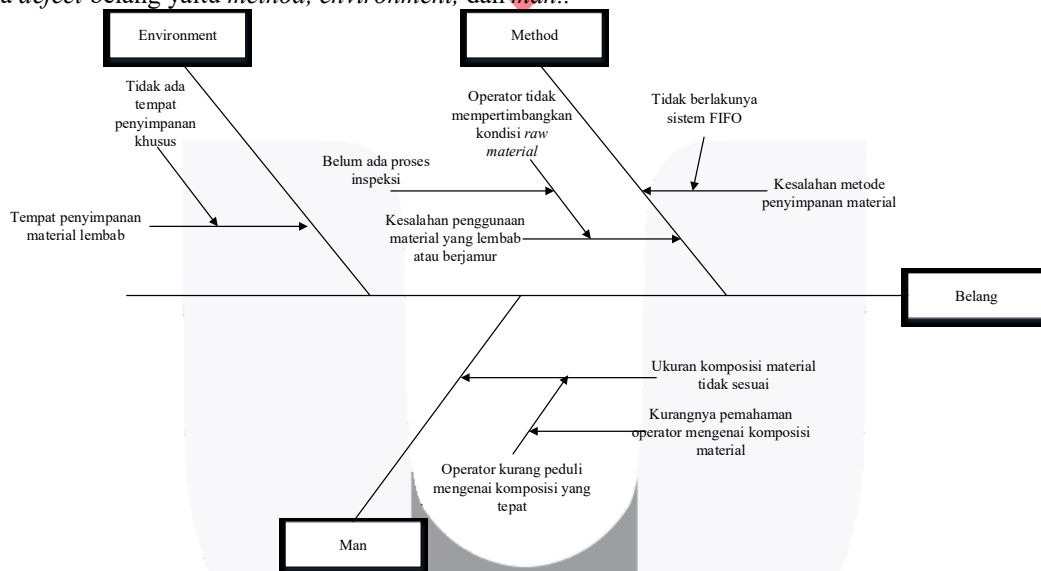 defect belang yaitu method, environment, dan man..
Environment
Method
Tidak ada
tempat
penyimpanan
khusus
Operator tidak
mempertimbangkan
kondisi raw
material
Tidak berlakunya
sistem FIFO
Belum ada proses
inspeksi
Kesalahan metode
penyimpanan material
Tempat penyimpanan
material lembab
Kesalahan penggunaan
material yang lembab
atau berjamur
Belang
Ukuran komposisi material
tidak sesuai
Kurangnya pemahaman
operator mengenai komposisi
material
Operator kurang peduli
mengenai komposisi yang
tepat
Man